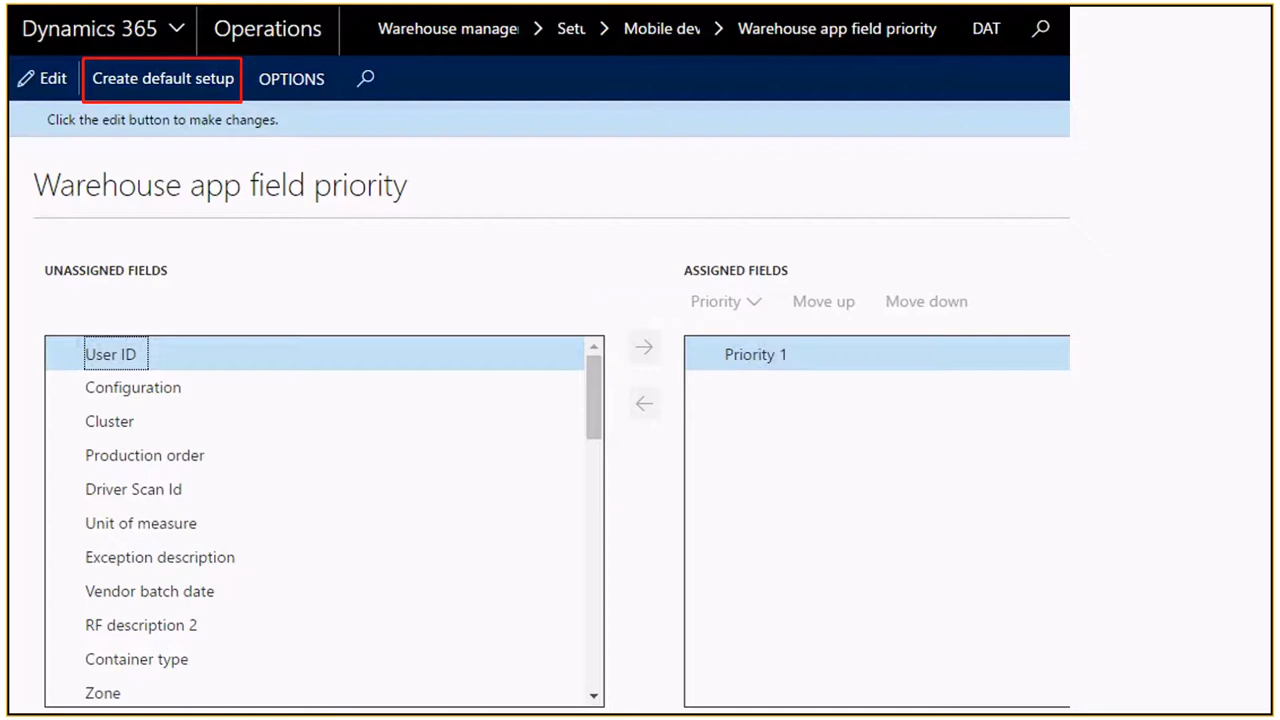 Dynamics 365 Operations Warehouse manage Setu Mobile dev Warehouse app field priority DAT
Edit Create default setup OPTIONS
Click the edit button to make changes.
Warehouse app field priority
UNASSIGNED FIELDS
ASSIGNED FIELDS
Priority Move up Move down
User ID
Configuration
Cluster
Production order
Driver Scan Id
Unit of measure
Exception description
Vendor batch date
RF description 2
Container type
Zone
Priority 1